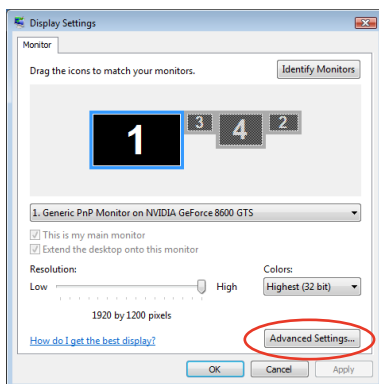 Display Settings
Monitor
Drag the icons to match your monitors.
Identify Monitors
1 3 4 2
1. Generic PnP Monitor on NVIDIA GeForce 8600 GTS
This is my main monitor
Extend the desktop onto this monitor
Resolution: Colors:
Low High Highest (32 bit)
1920 by 1200 pixels
How do I get the best display? Advanced Settings...
OK Cancel Apply